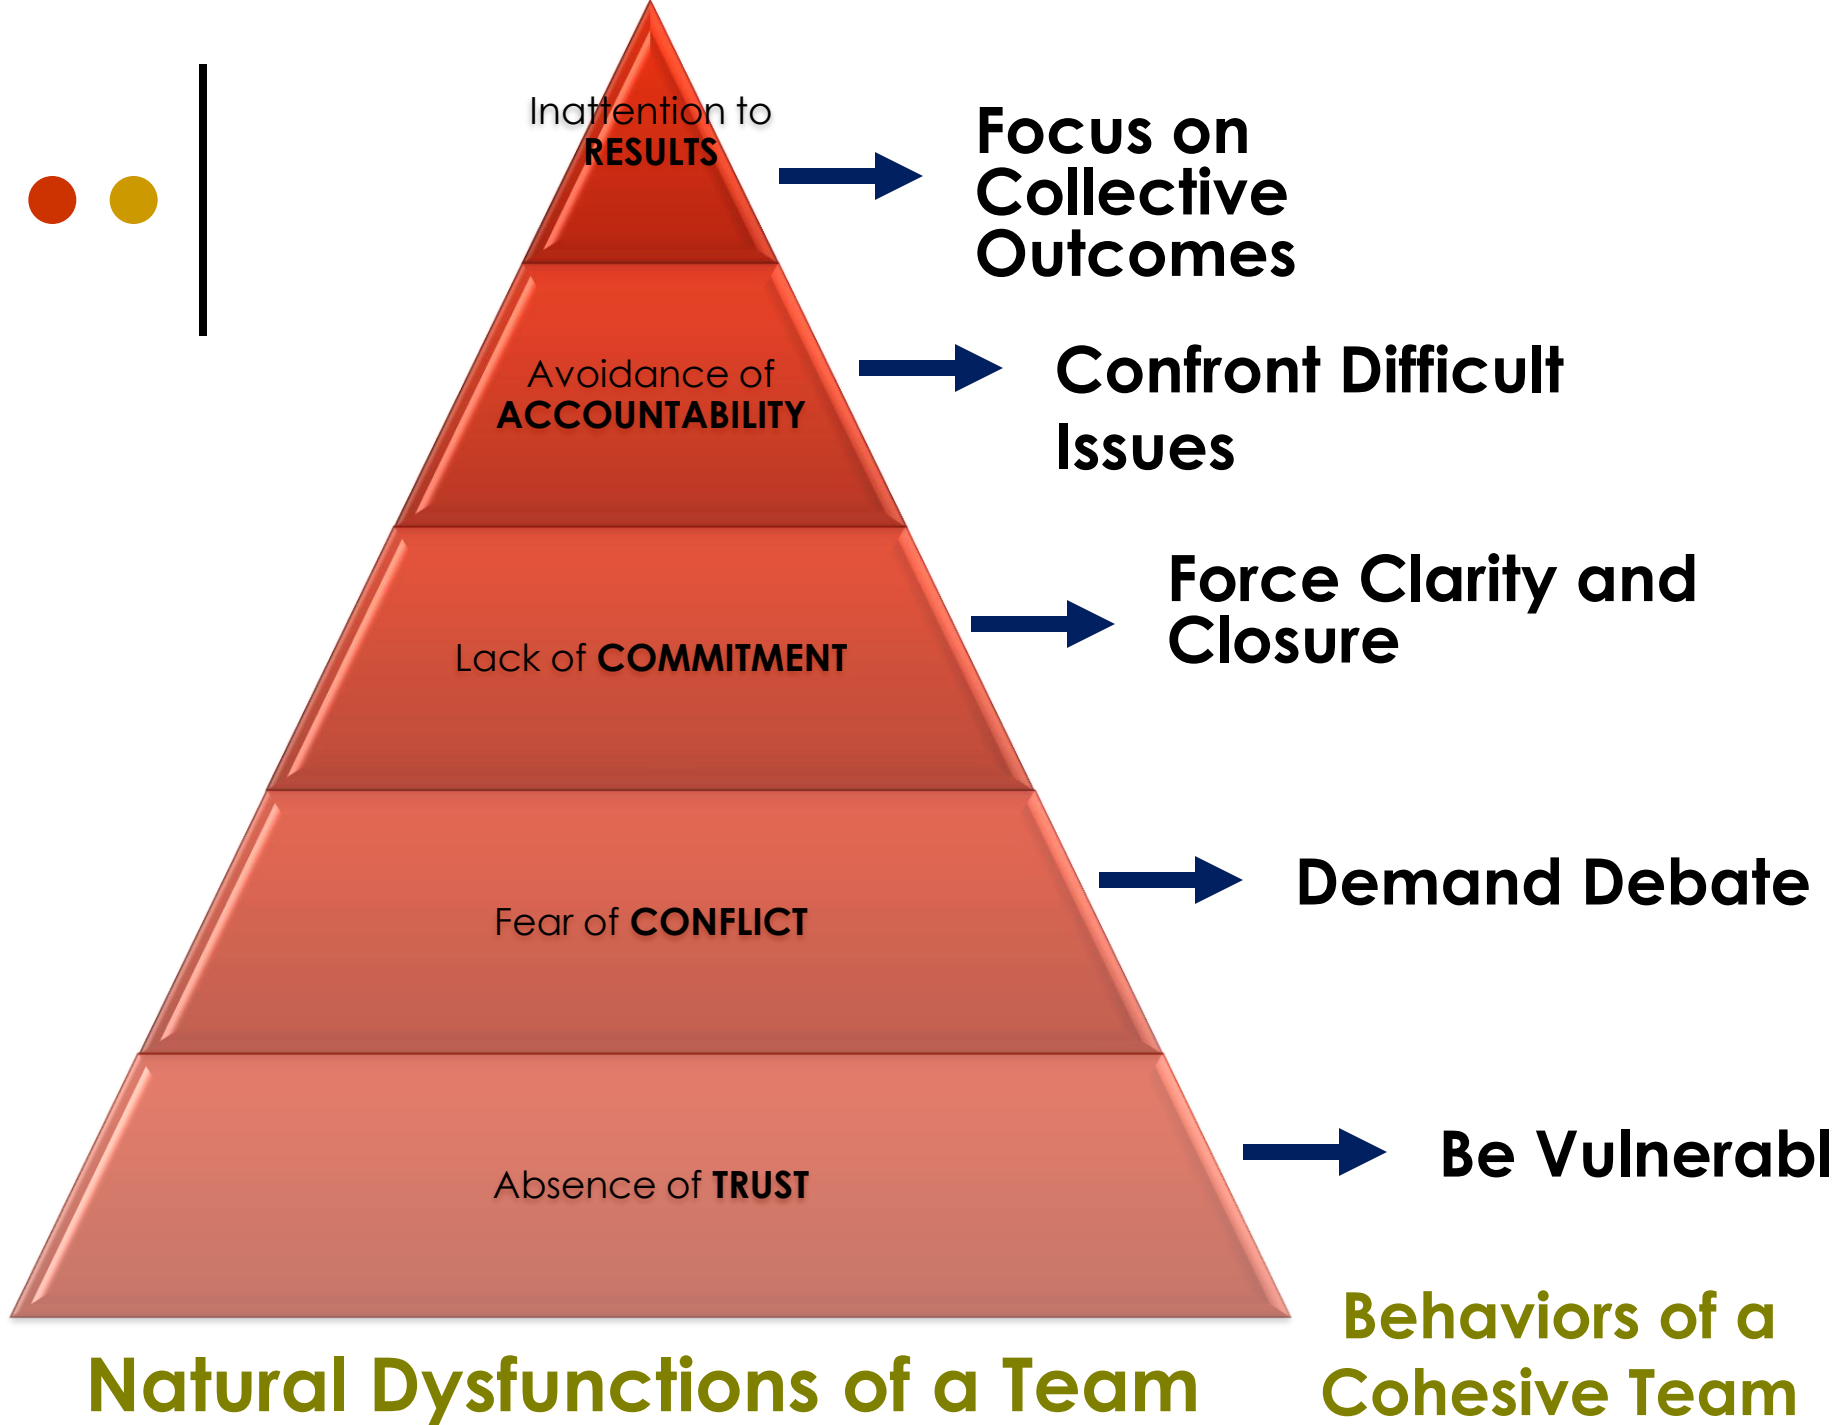 Inattention to
RESULTS
Focus on
Collective
Outcomes
Avoidance of
ACCOUNTABILITY
Confront Difficult
Issues
Lack of COMMITMENT
Force Clarity and
Closure
Fear of CONFLICT
Demand Debate
Absence of TRUST
Be Vulnerabl
Natural Dysfunctions of a Team
Behaviors of a
Cohesive Team